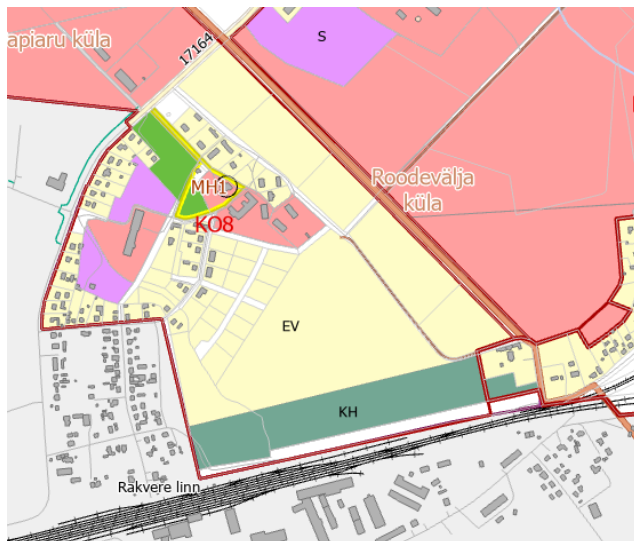 S
17164
apiaru küla
MH1
Roodevälja
küla
KO8
EV
KH
Rakvere linn